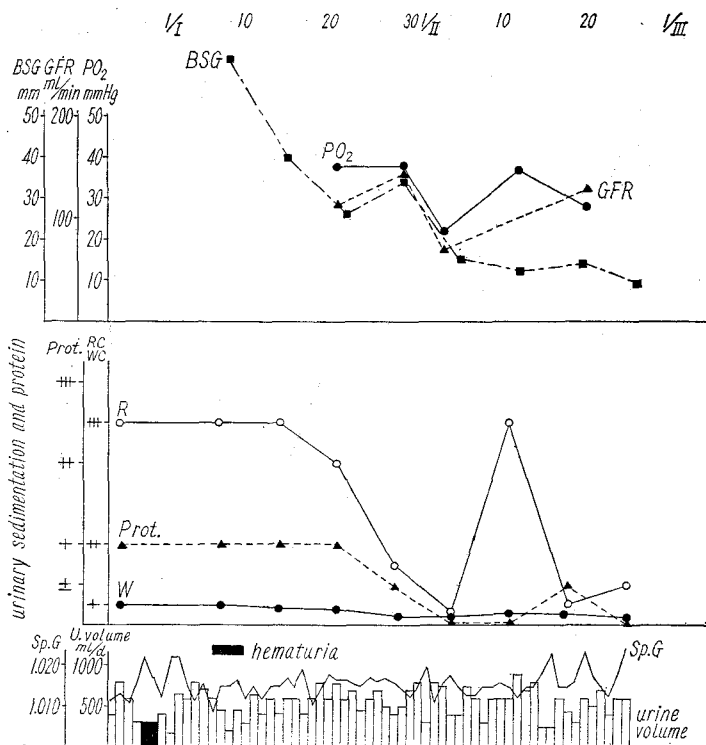 I/I 10 20 30 I/II 10 20 I/III
BSG GFR PO₂
mm ml/min mmHg
BSG
50 200 50
40 40
PO₂
30 30
GFR
100
20 20
10 10
urinary sedimentation and protein
Prot. RC
WC
R
Prot.
W
Sp.G U.volume
ml/d
hematuria
Sp.G
1.020 1000
1.010 500
urine
volume